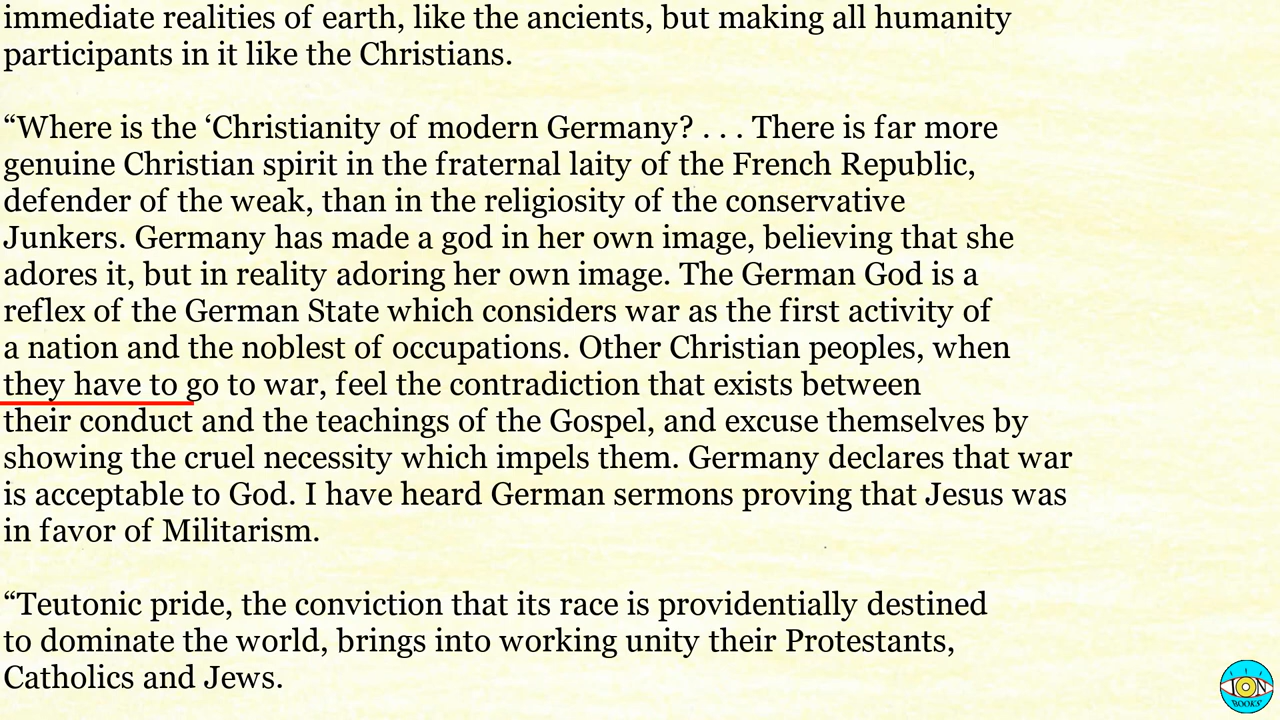 immediate realities of earth, like the ancients, but making all humanity
participants in it like the Christians.
“Where is the ‘Christianity of modern Germany? . . . There is far more
genuine Christian spirit in the fraternal laity of the French Republic,
defender of the weak, than in the religiosity of the conservative
Junkers. Germany has made a god in her own image, believing that she
adores it, but in reality adoring her own image. The German God is a
reflex of the German State which considers war as the first activity of
a nation and the noblest of occupations. Other Christian peoples, when
they have to go to war, feel the contradiction that exists between
their conduct and the teachings of the Gospel, and excuse themselves by
showing the cruel necessity which impels them. Germany declares that war
is acceptable to God. I have heard German sermons proving that Jesus was
in favor of Militarism.
“Teutonic pride, the conviction that its race is providentially destined
to dominate the world, brings into working unity their Protestants,
Catholics and Jews.
ION
BOOKS